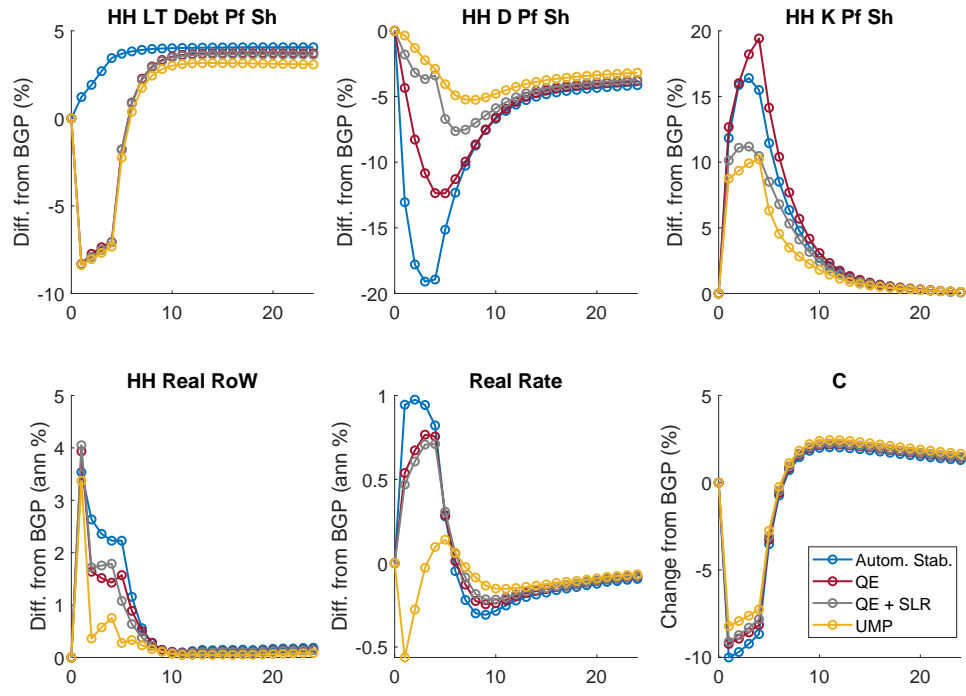 HH LT Debt Pf Sh
HH D Pf Sh
HH K Pf Sh
Diff. from BGP (%)
5
0
-5
-10
0
10
20
Diff. from BGP (%)
0
-5
-10
-15
-20
0
10
20
Diff. from BGP (%)
20
15
10
5
0
0
10
20
HH Real RoW
Real Rate
C
Diff. from BGP (ann %)
5
4
3
2
1
0
0
10
20
Diff. from BGP (ann %)
1
0.5
0
-0.5
0
10
20
Change from BGP (%)
5
0
-5
-10
0
10
20
Autom. Stab.
QE
QE + SLR
UMP